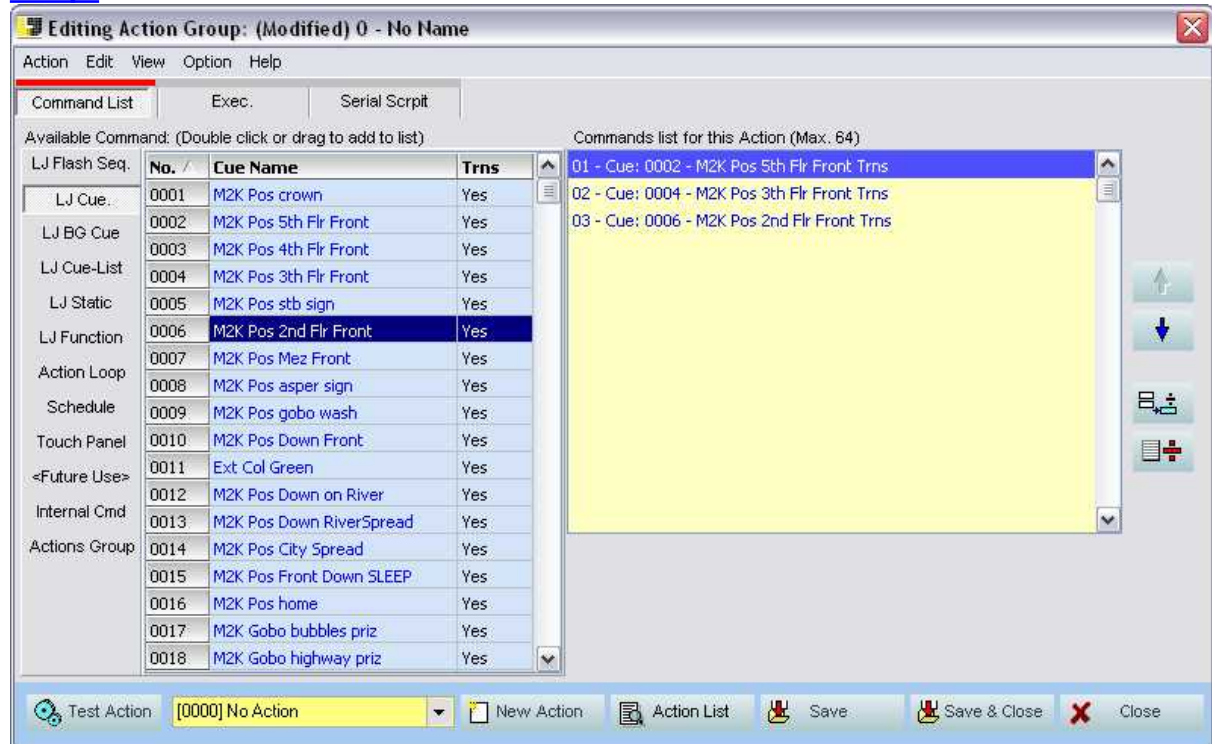 Editing Action Group: (Modified) 0 - No Name
Action Edit View Option Help
Command List Exec. Serial Scrpit
Available Command: (Double click or drag to add to list)
LJ Flash Seq.
LJ Cue.
LJ BG Cue
LJ Cue-List
LJ Static
LJ Function
Action Loop
Schedule
Touch Panel
<Future Use>
Internal Cmd
Actions Group
No. Cue Name Trns
0001 M2K Pos crown Yes
0002 M2K Pos 5th Flr Front Yes
0003 M2K Pos 4th Flr Front Yes
0004 M2K Pos 3th Flr Front Yes
0005 M2K Pos stb sign Yes
0006 M2K Pos 2nd Flr Front Yes
0007 M2K Pos Mez Front Yes
0008 M2K Pos asper sign Yes
0009 M2K Pos gobo wash Yes
0010 M2K Pos Down Front Yes
0011 Ext Col Green Yes
0012 M2K Pos Down on River Yes
0013 M2K Pos Down RiverSpread Yes
0014 M2K Pos City Spread Yes
0015 M2K Pos Front Down SLEEP Yes
0016 M2K Pos home Yes
0017 M2K Gobo bubbles priz Yes
0018 M2K Gobo highway priz Yes
Commands list for this Action (Max. 64)
01 - Cue: 0002 - M2K Pos 5th Flr Front Trns
02 - Cue: 0004 - M2K Pos 3th Flr Front Trns
03 - Cue: 0006 - M2K Pos 2nd Flr Front Trns
Test Action [0000] No Action New Action Action List Save Save & Close Close